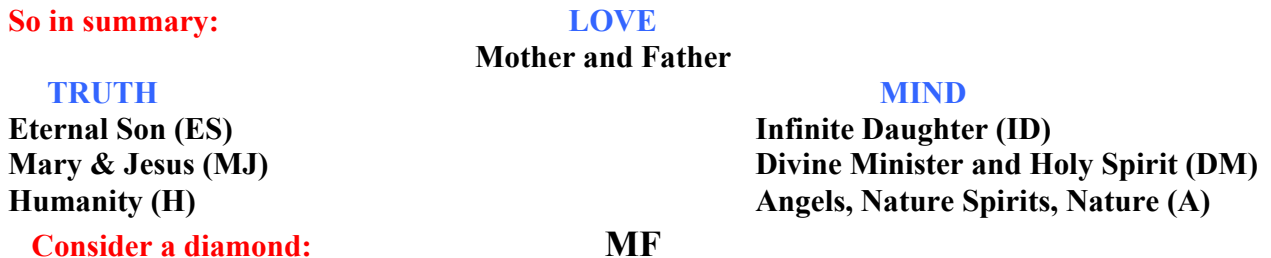 So in summary: LOVE
Mother and Father
TRUTH MIND
Eternal Son (ES) Infinite Daughter (ID)
Mary & Jesus (MJ) Divine Minister and Holy Spirit (DM)
Humanity (H) Angels, Nature Spirits, Nature (A)
Consider a diamond: MF